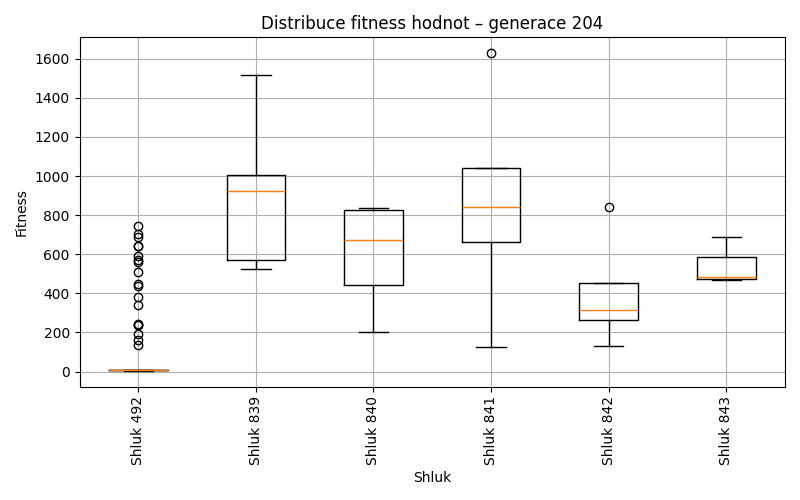 Distribuce fitness hodnot – generace 204
1600
1400
1200
1000
800
600
400
200
0
Fitness
Shluk 492
Shluk 839
Shluk 840
Shluk 841
Shluk 842
Shluk 843
Shluk